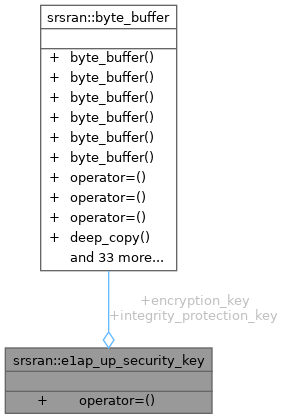 srsran::byte_buffer
+ byte_buffer()
+ byte_buffer()
+ byte_buffer()
+ byte_buffer()
+ byte_buffer()
+ byte_buffer()
+ operator=()
+ operator=()
+ operator=()
+ deep_copy()
and 33 more...
+encryption_key
+integrity_protection_key
srsran::e1ap_up_security_key
+ operator=()